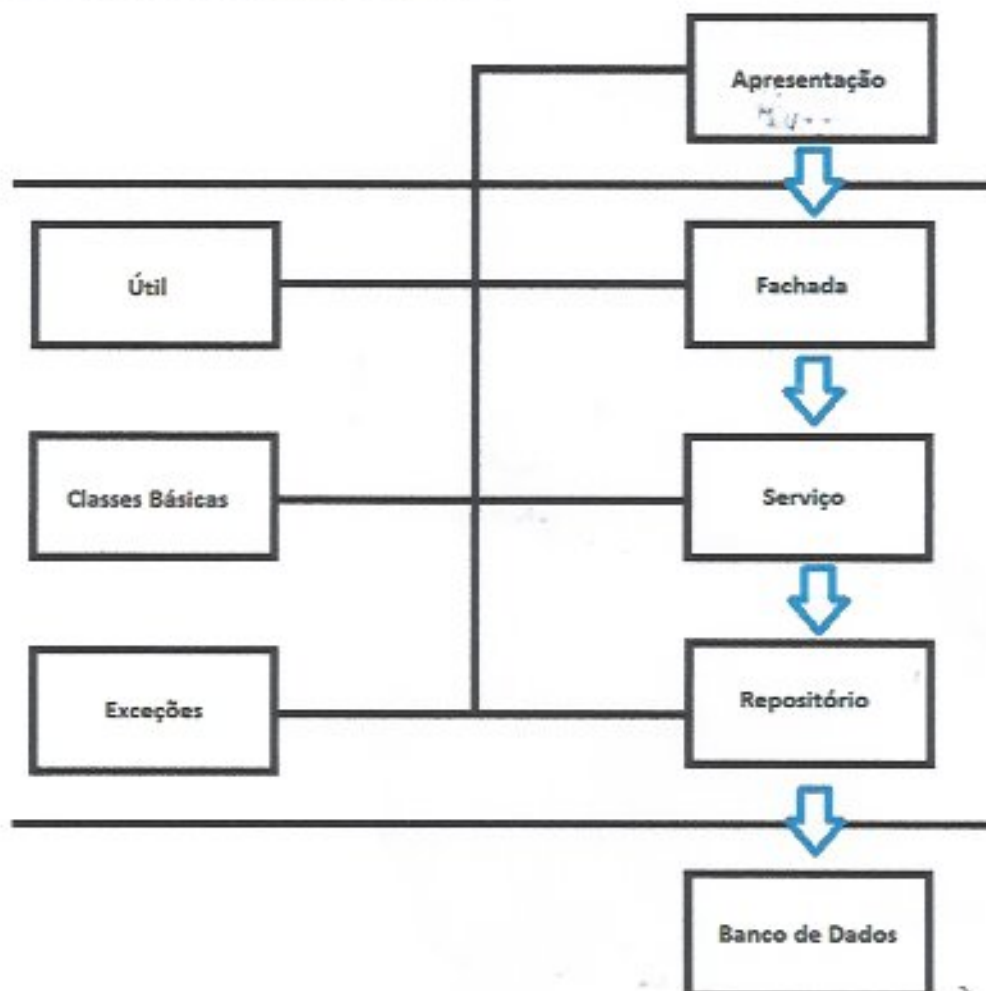 Apresentação
Útil
Fachada
Classes Básicas
Serviço
Exceções
Repositório
Banco de Dados